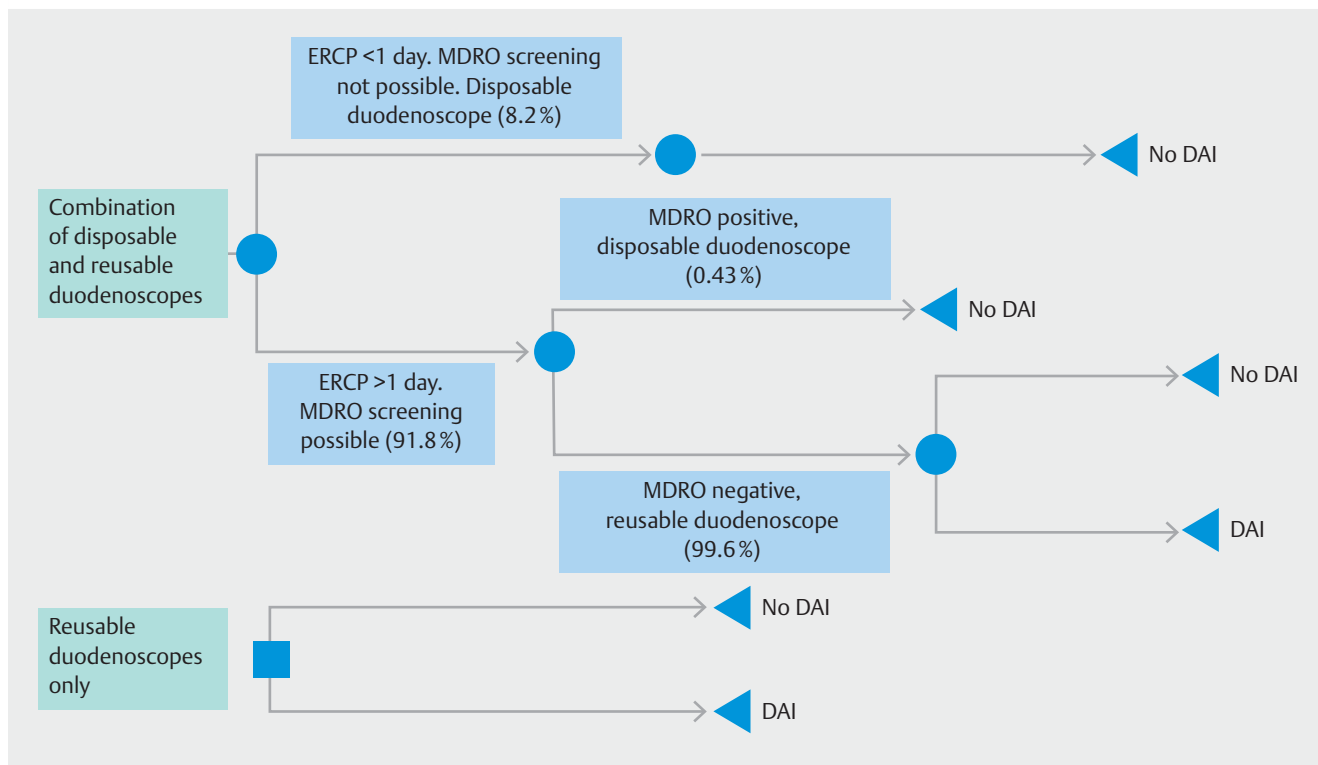 ERCP <1 day. MDRO screening
not possible. Disposable
duodenoscope (8.2 %)
No DAI
Combination
of disposable
and reusable
duodenoscopes
MDRO positive,
disposable duodenoscope
(0.43 %)
No DAI
ERCP >1 day.
MDRO screening
possible (91.8 %)
No DAI
MDRO negative,
reusable duodenoscope
(99.6 %)
DAI
Reusable
duodenoscopes
only
No DAI
DAI